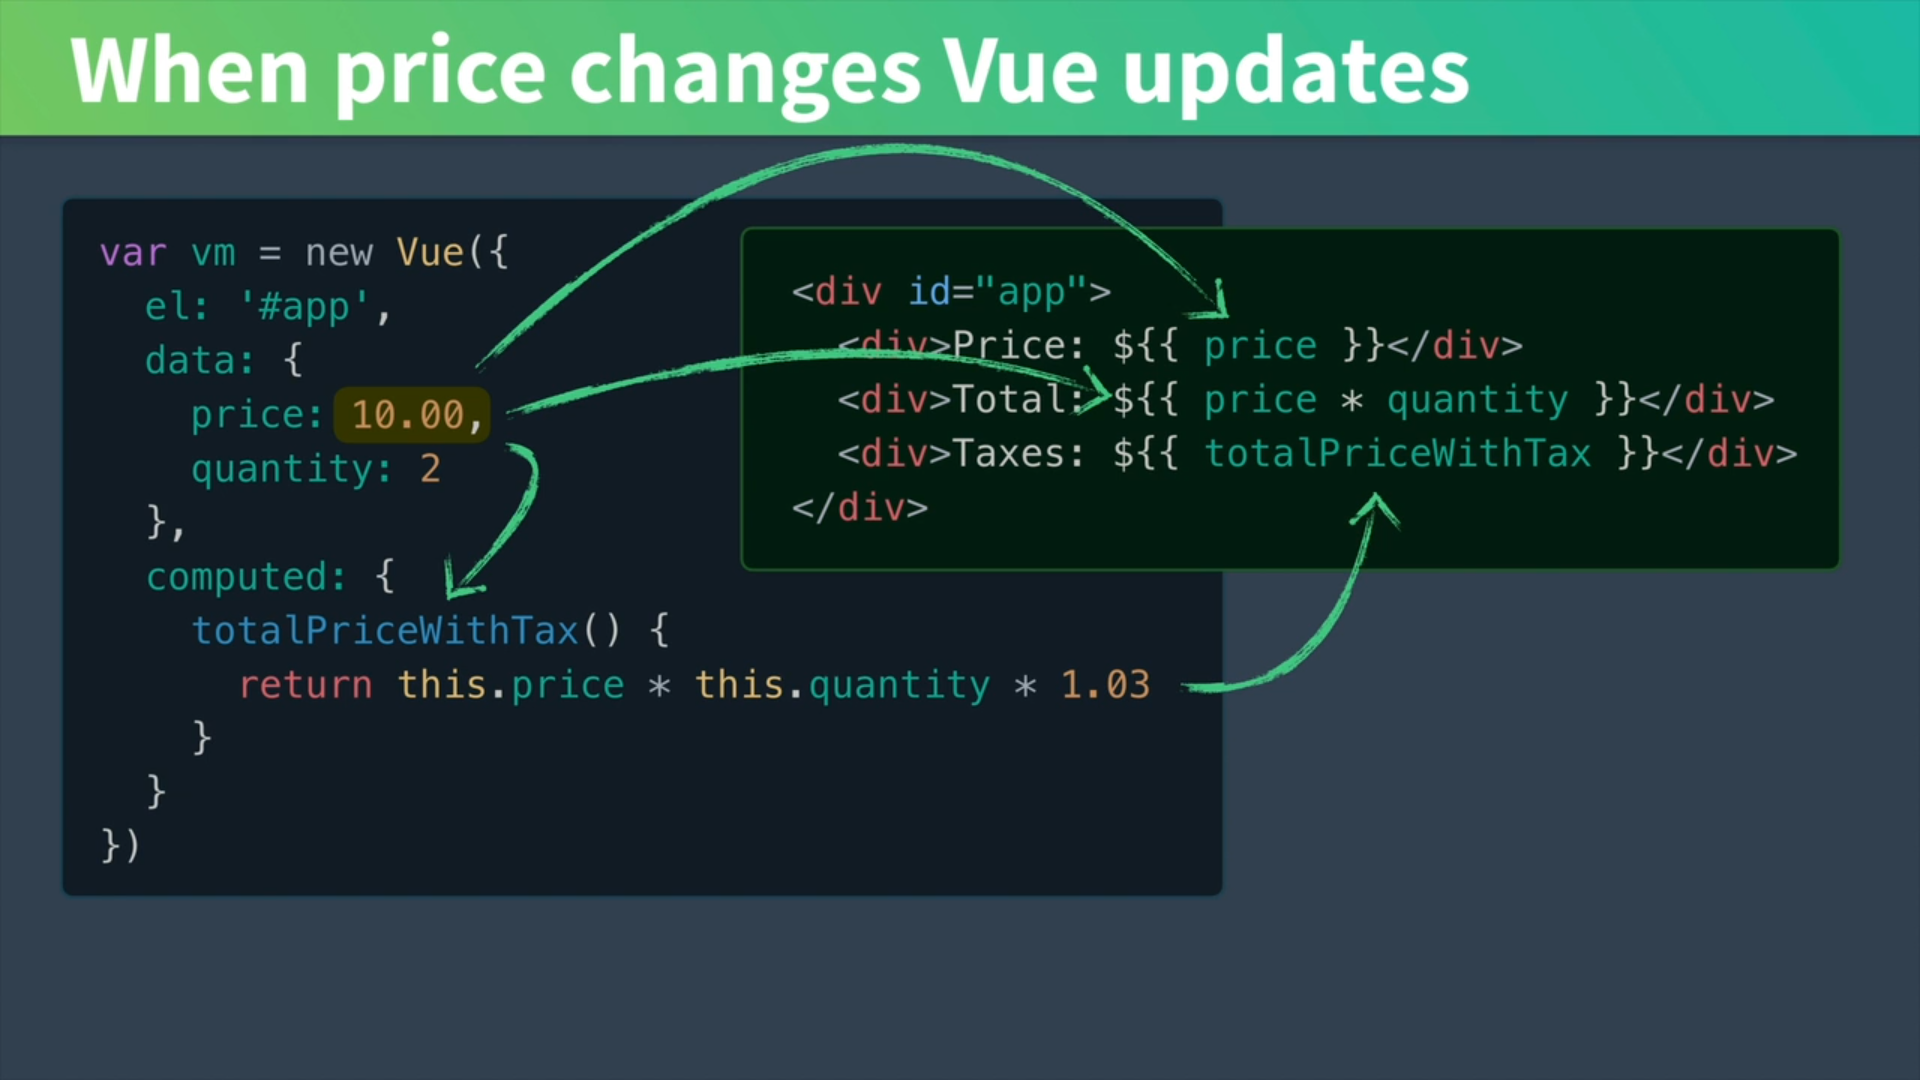 When price changes Vue updates
var vm = new Vue({
el: '#app',
data: {
price: 10.00,
quantity: 2
},
computed: {
totalPriceWithTax() {
return this.price * this.quantity * 1.03
}
}
})
<div id="app">
<div>Price: ${{ price }}</div>
<div>Total: ${{ price * quantity }}</div>
<div>Taxes: ${{ totalPriceWithTax }}</div>
</div>